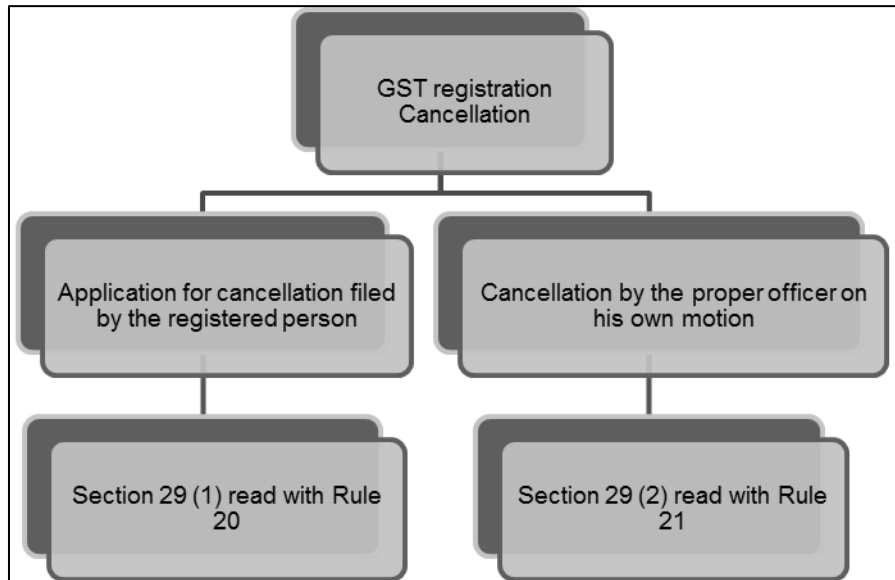 GST registration
Cancellation
Application for cancellation filed
by the registered person
Cancellation by the proper officer on
his own motion
Section 29 (1) read with Rule
20
Section 29 (2) read with Rule
21